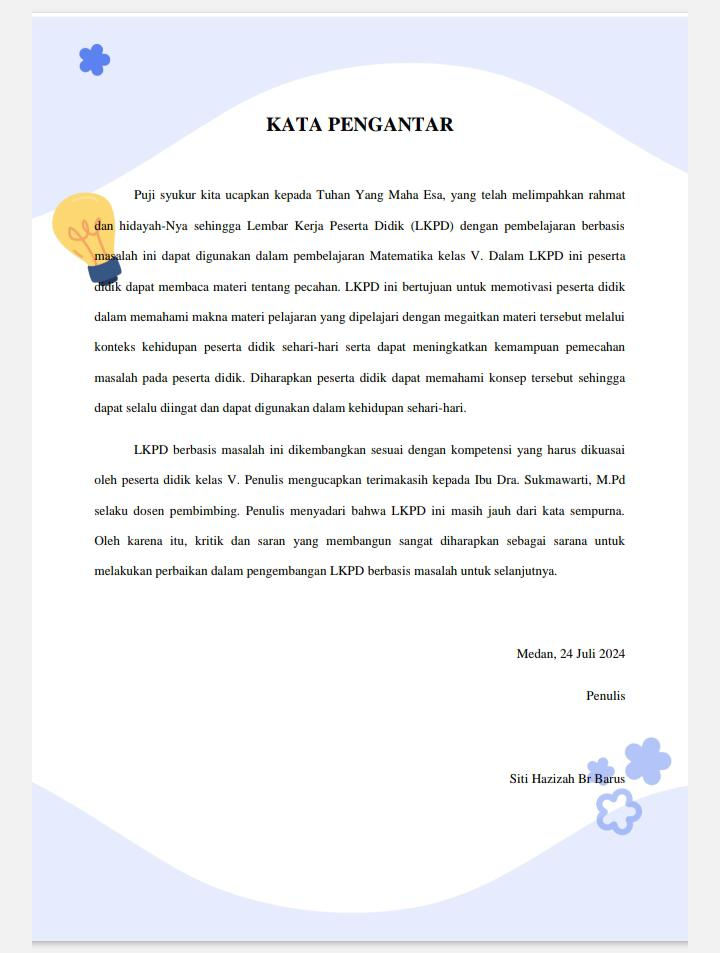 KATA PENGANTAR
Puji syukur kita ucapkan kepada Tuhan Yang Maha Esa, yang telah melimpahkan rahmat
dan hidayah-Nya sehingga Lembar Kerja Peserta Didik (LKPD) dengan pembelajaran berbasis
masalah ini dapat digunakan dalam pembelajaran Matematika kelas V. Dalam LKPD ini peserta
didik dapat membaca materi tentang pecahan. LKPD ini bertujuan untuk memotivasi peserta didik
dalam memahami makna materi pelajaran yang dipelajari dengan megaitkan materi tersebut melalui
konteks kehidupan peserta didik sehari-hari serta dapat meningkatkan kemampuan pemecahan
masalah pada peserta didik. Diharapkan peserta didik dapat memahami konsep tersebut sehingga
dapat selalu diingat dan dapat digunakan dalam kehidupan sehari-hari.
LKPD berbasis masalah ini dikembangkan sesuai dengan kompetensi yang harus dikuasai
oleh peserta didik kelas V. Penulis mengucapkan terimakasih kepada Ibu Dra. Sukmawarti, M.Pd
selaku dosen pembimbing. Penulis menyadari bahwa LKPD ini masih jauh dari kata sempurna.
Oleh karena itu, kritik dan saran yang membangun sangat diharapkan sebagai sarana untuk
melakukan perbaikan dalam pengembangan LKPD berbasis masalah untuk selanjutnya.
Medan, 24 Juli 2024
Penulis
Siti Hazizah Br Barus